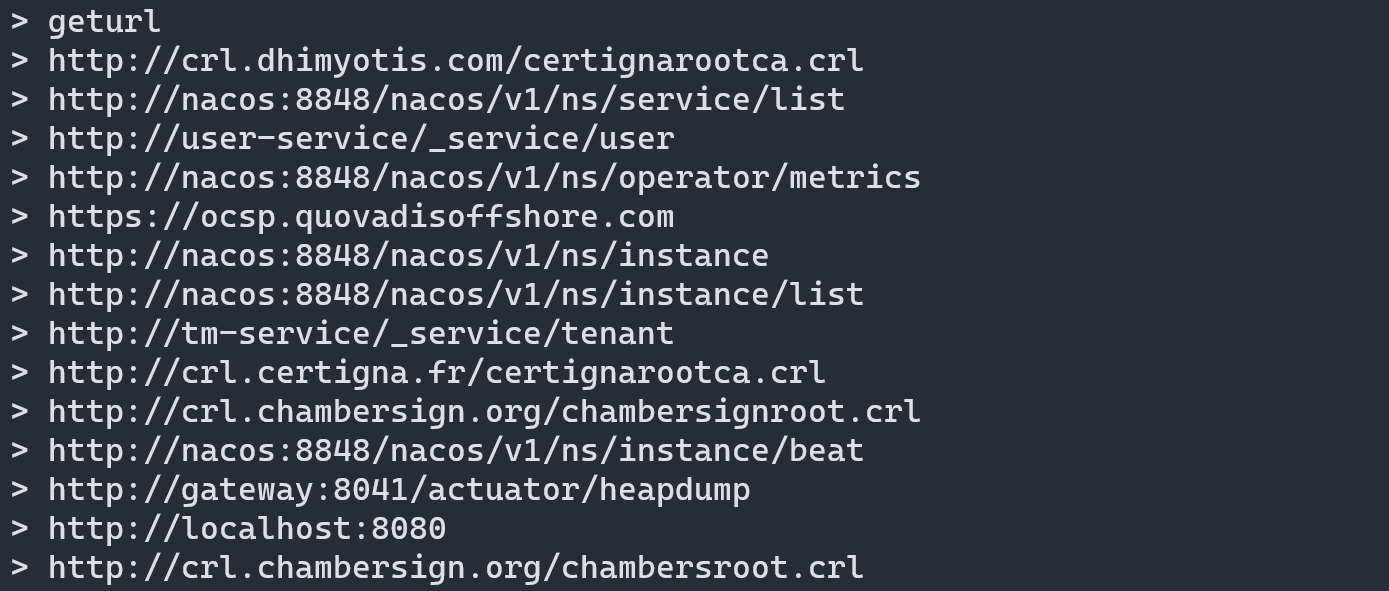 > geturl
> http://crl.dhimyotis.com/certignarootca.crl
> http://nacos:8848/nacos/v1/ns/service/list
> http://user-service/_service/user
> http://nacos:8848/nacos/v1/ns/operator/metrics
> https://ocsp.quovadisoffshore.com
> http://nacos:8848/nacos/v1/ns/instance
> http://nacos:8848/nacos/v1/ns/instance/list
> http://tm-service/_service/tenant
> http://crl.certigna.fr/certignarootca.crl
> http://crl.chambersign.org/chambersignroot.crl
> http://nacos:8848/nacos/v1/ns/instance/beat
> http://gateway:8041/actuator/heapdump
> http://localhost:8080
> http://crl.chambersign.org/chambersroot.crl